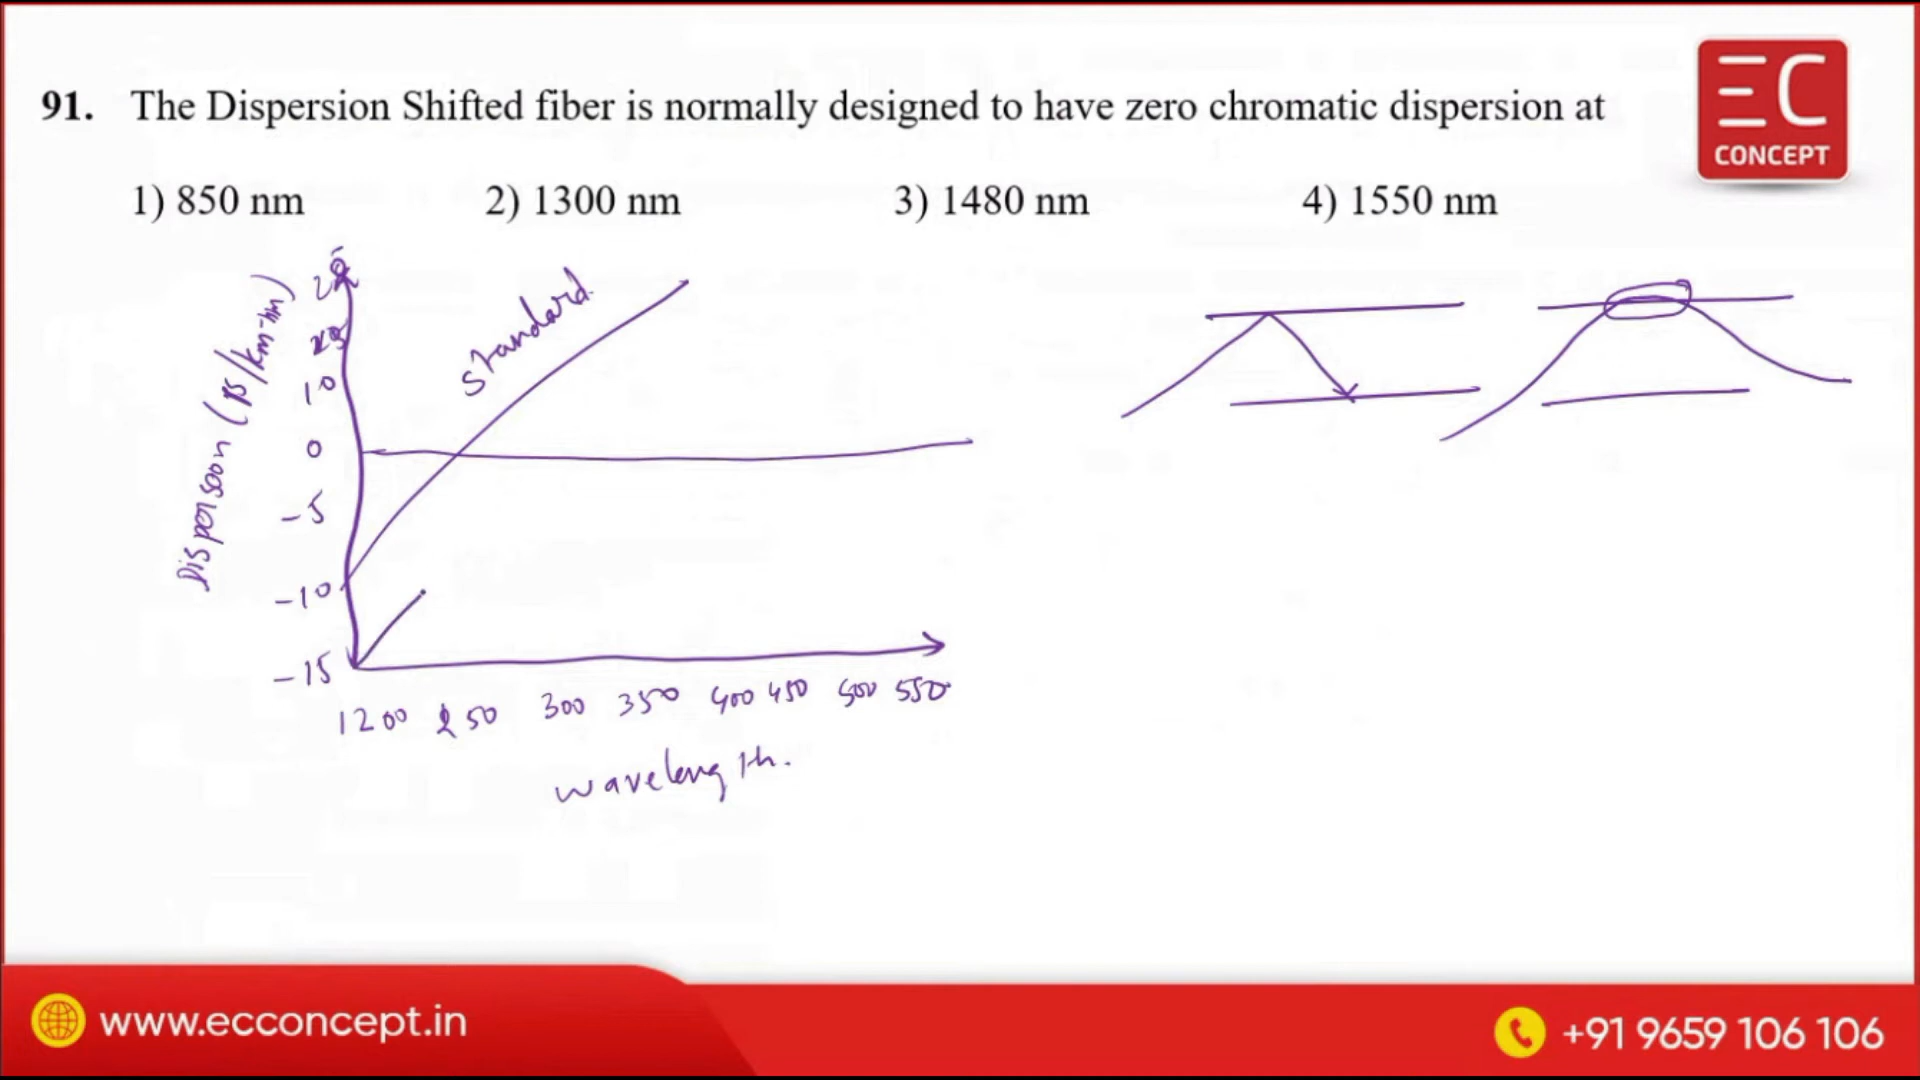 91. The Dispersion Shifted fiber is normally designed to have zero chromatic dispersion at
EC
CONCEPT
1) 850 nm 2) 1300 nm 3) 1480 nm 4) 1550 nm
Dispersoon (ps/km-nm)
10
0
-5
-10
-15
standard
1200 250 300 350 400 450 500 550
wavelength.
www.ecconcept.in
+91 9659 106 106